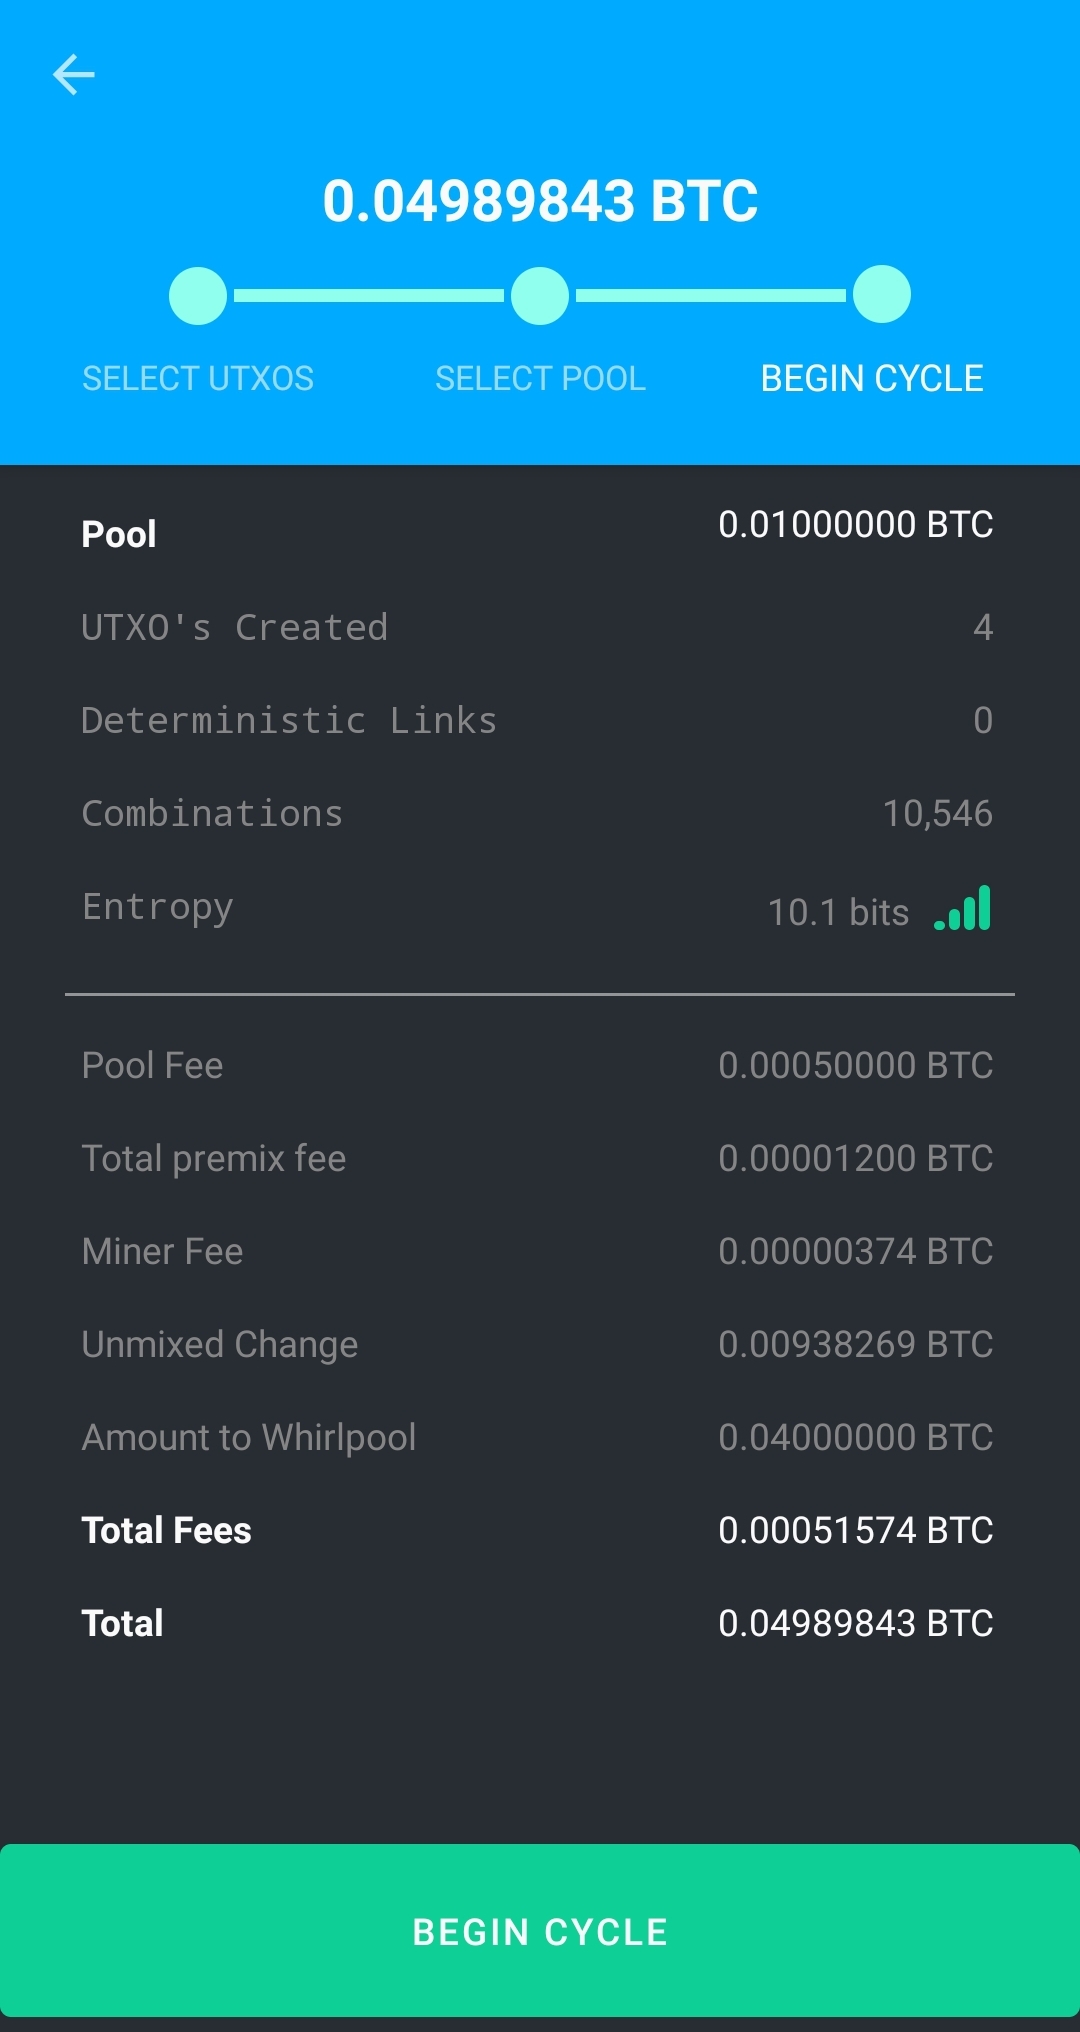 0.04989843 BTC
SELECT UTXOS SELECT POOL BEGIN CYCLE
Pool 0.01000000 BTC
UTXO's Created 4
Deterministic Links 0
Combinations 10,546
Entropy 10.1 bits
Pool Fee 0.00050000 BTC
Total premix fee 0.00001200 BTC
Miner Fee 0.00000374 BTC
Unmixed Change 0.00938269 BTC
Amount to Whirlpool 0.04000000 BTC
Total Fees 0.00051574 BTC
Total 0.04989843 BTC
BEGIN CYCLE